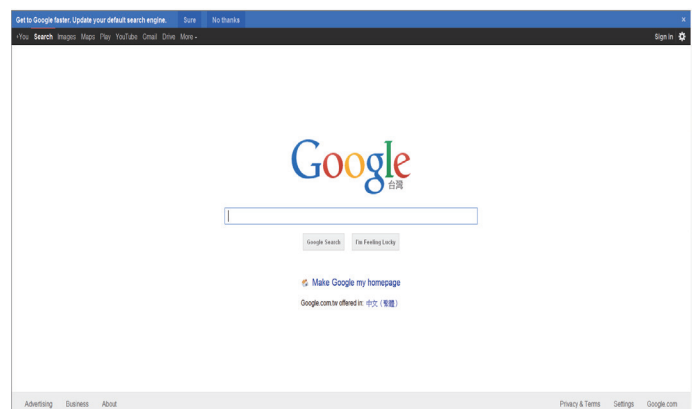 Get to Google faster. Update your default search engine. Sure No thanks x
+You Search Images Maps Play YouTube Gmail Drive More Sign in
Google
台灣
Google Search I'm Feeling Lucky
Make Google my homepage
Google.com.tw offered in: 中文 (繁體)
Advertising Business About Privacy & Terms Settings Google.com